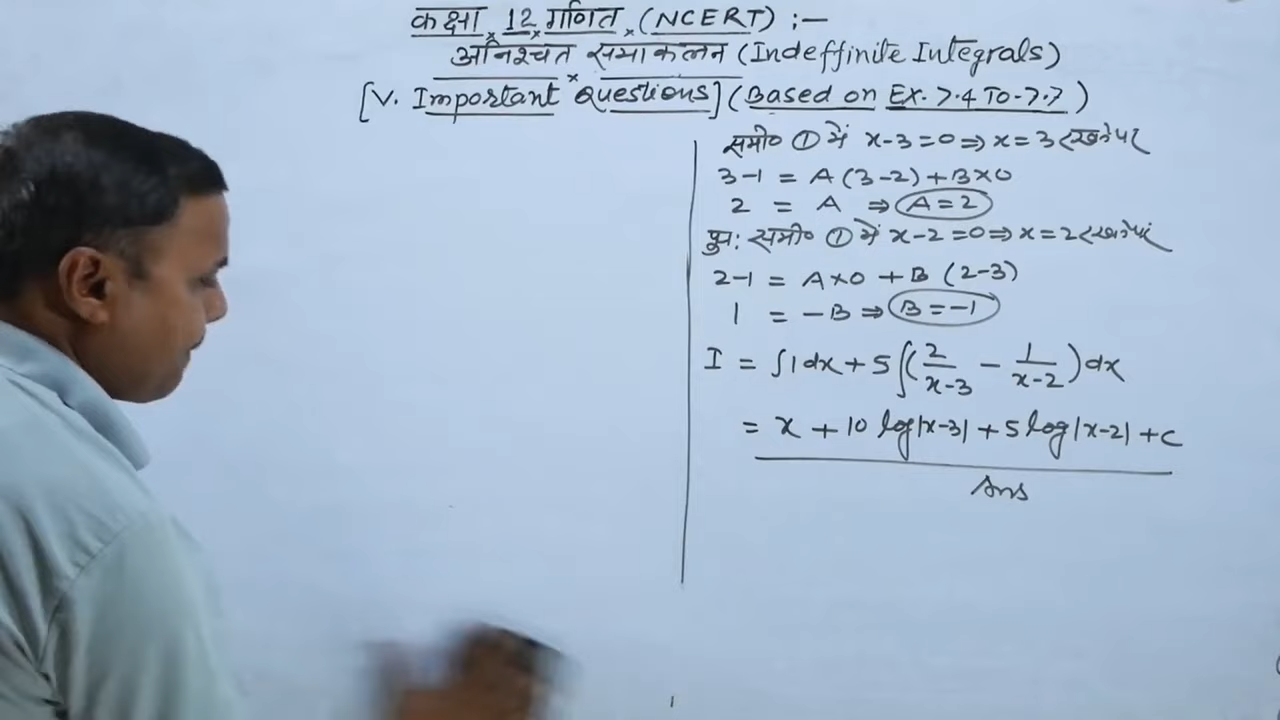 कक्षा 12 गणित (NCERT) :—
अनिश्चत समाकलन (Indeffinite Integrals)
[V. Important Questions] (Based on Ex. 7.4 To-7.7)
समी० ① में x-3=0⇒x=3 रखने पर
3-1 = A(3-2)+B×0
2 = A ⇒ A=2
पुनः समी० ① में x-2=0⇒x=2 रखने पर
2-1 = A×0 + B (2-3)
1 = -B ⇒ B=-1
I = ∫1dx + 5∫(2/(x-3) - 1/(x-2))dx
= x + 10 log|x-3| + 5 log|x-2| + c
Ans